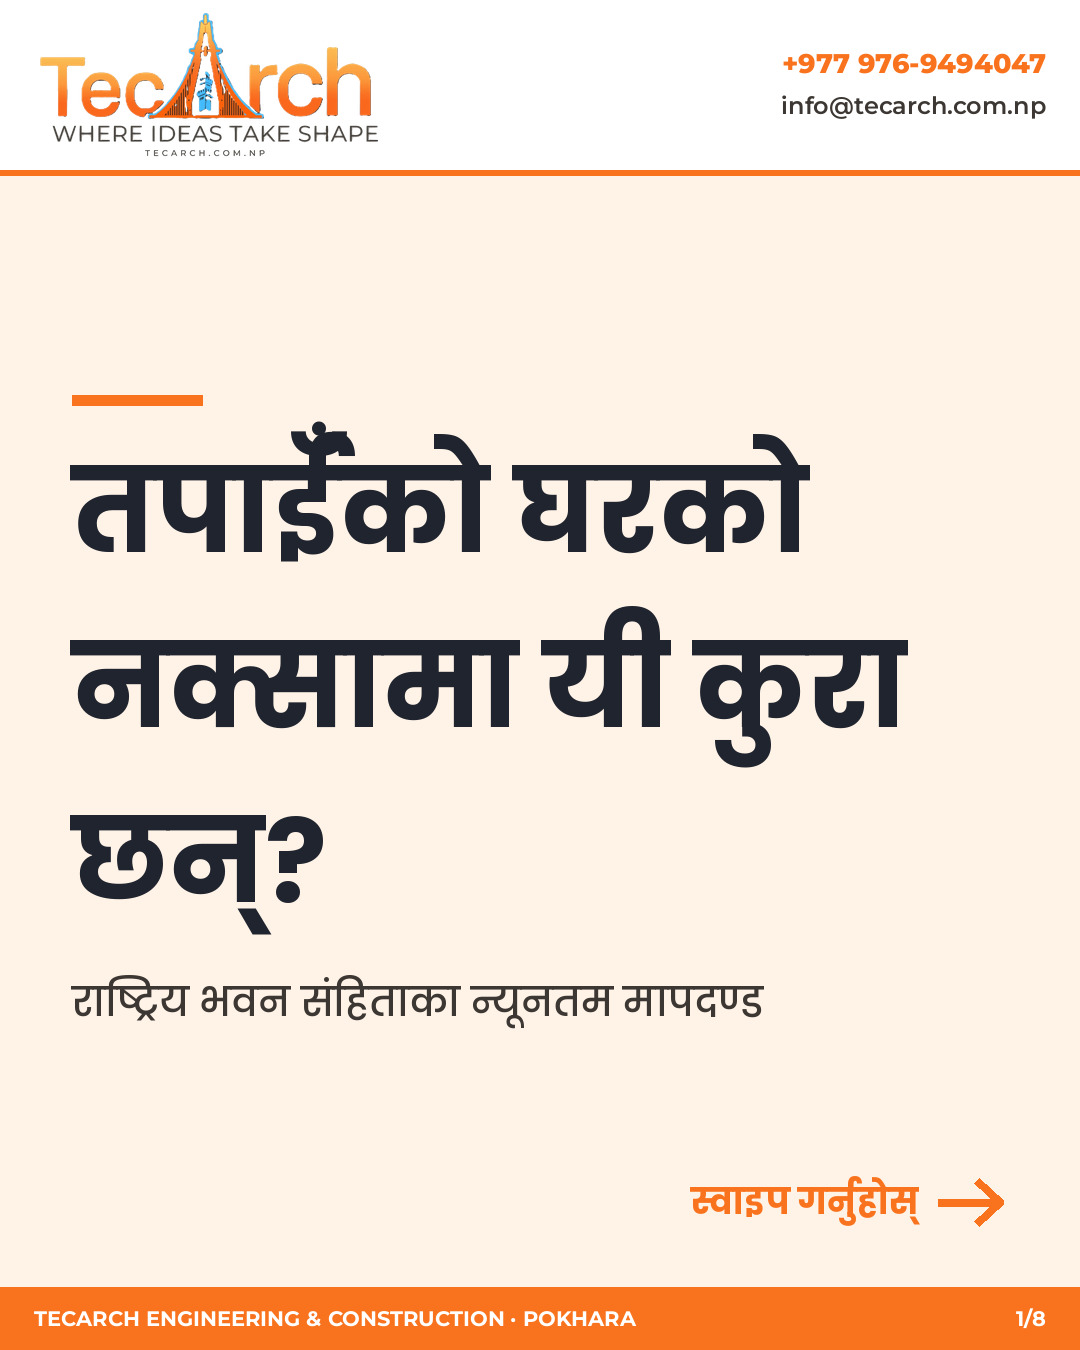 TecArch
WHERE IDEAS TAKE SHAPE
TECARCH.COM.NP
+977 976-9494047
info@tecarch.com.np
तपाईँको घरको
नक्सामा यी कुरा
छन्?
राष्ट्रिय भवन संहिताका न्यूनतम मापदण्ड
स्वाइप गर्नुहोस्
TECARCH ENGINEERING & CONSTRUCTION · POKHARA
1/8